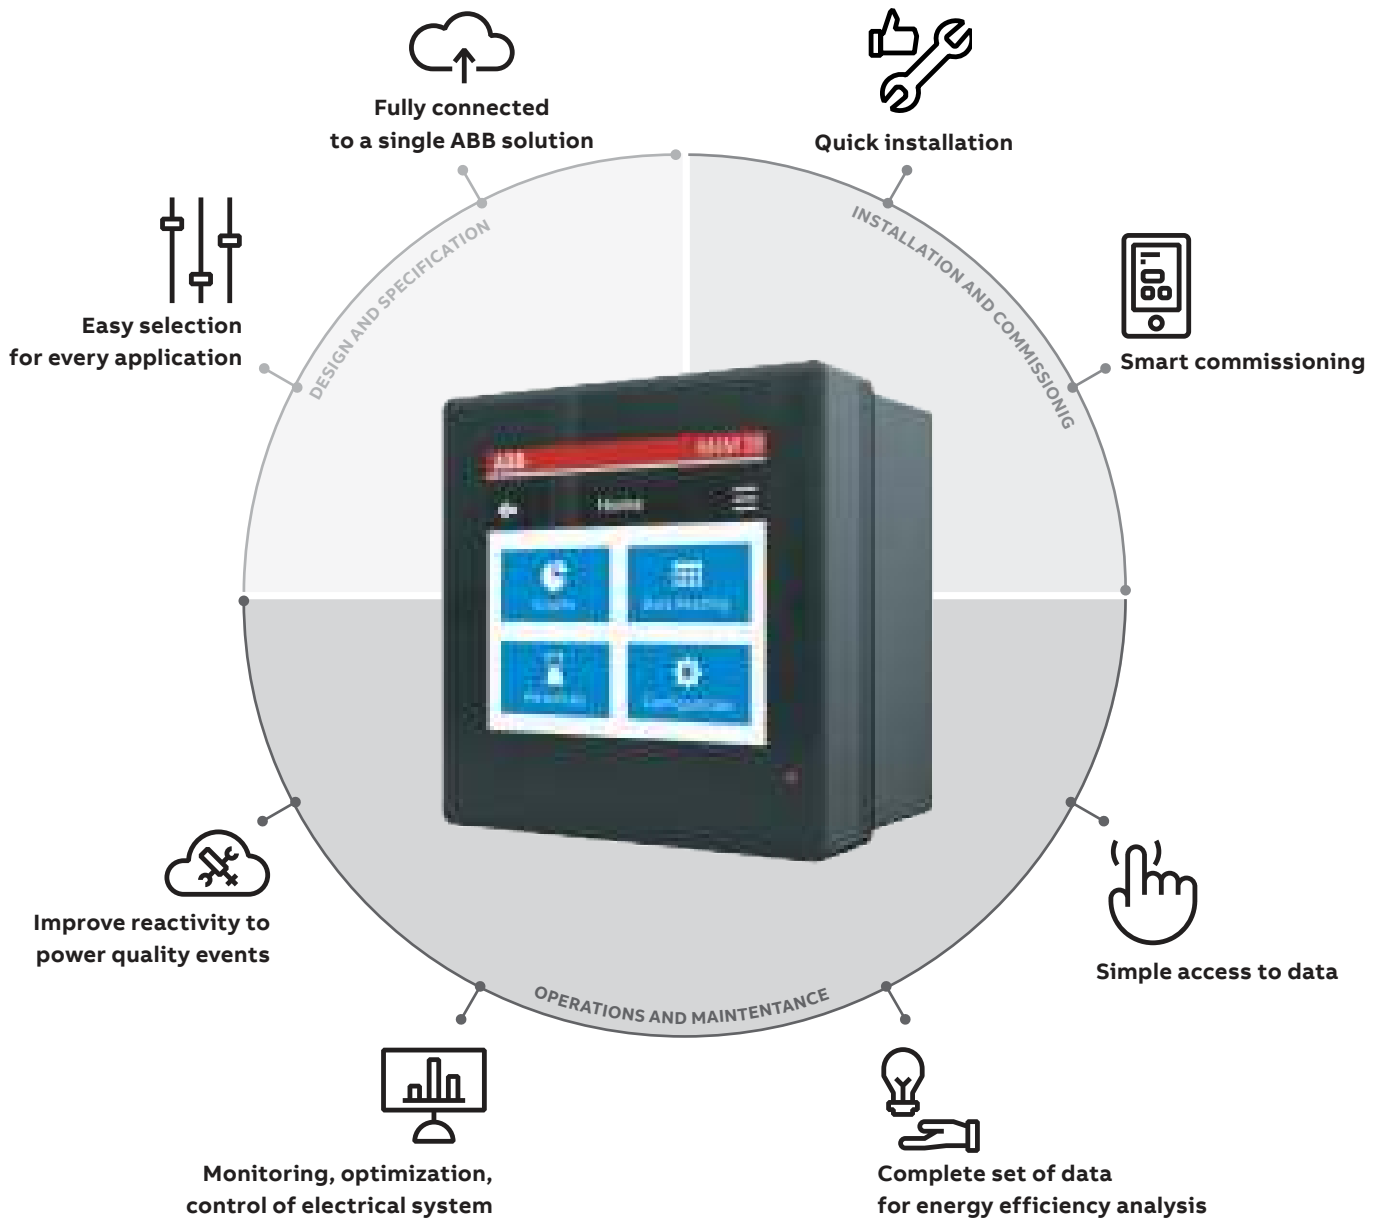 Fully connected
to a single ABB solution
Quick installation
Easy selection
for every application
Smart commissioning
DESIGN AND SPECIFICATION
INSTALLATION AND COMMISSIONIG
ABB
Home
Improve reactivity to
power quality events
Simple access to data
OPERATIONS AND MAINTENTANCE
Monitoring, optimization,
control of electrical system
Complete set of data
for energy efficiency analysis